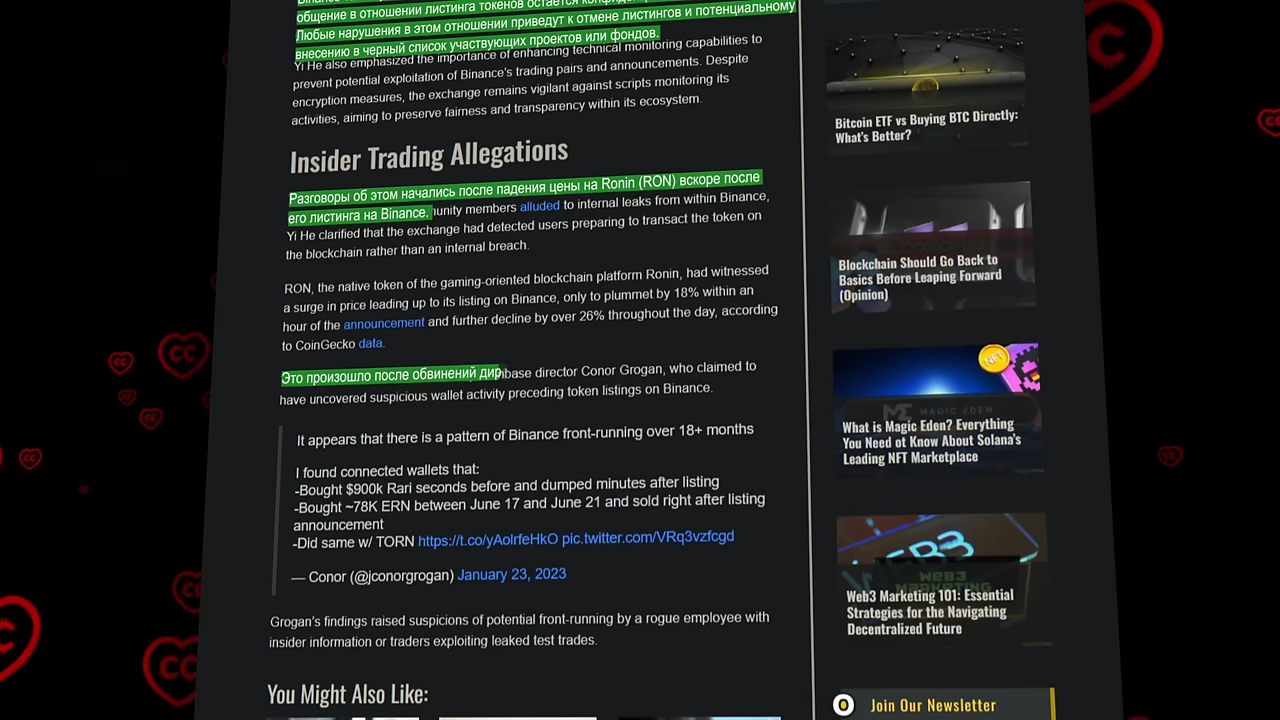 общение в отношении листинга токенов остается
Любые нарушения в этом отношении приведут к отмене листингов и потенциальному
внесению в черный список участвующих проектов или фондов.
Yi He also emphasized the importance of enhancing technical monitoring capabilities to
prevent potential exploitation of Binance's trading pairs and announcements. Despite
encryption measures, the exchange remains vigilant against scripts monitoring its
activities, aiming to preserve fairness and transparency within its ecosystem.
Insider Trading Allegations
Разговоры об этом начались после падения цены на Ronin (RON) вскоре после
его листинга на Binance. unity members alluded to internal leaks from within Binance,
Yi He clarified that the exchange had detected users preparing to transact the token on
the blockchain rather than an internal breach.
RON, the native token of the gaming-oriented blockchain platform Ronin, had witnessed
a surge in price leading up to its listing on Binance, only to plummet by 18% within an
hour of the announcement and further decline by over 26% throughout the day, according
to CoinGecko data.
Это произошло после обвинений дир nbase director Conor Grogan, who claimed to
have uncovered suspicious wallet activity preceding token listings on Binance.
It appears that there is a pattern of Binance front-running over 18+ months
I found connected wallets that:
-Bought $900k Rari seconds before and dumped minutes after listing
-Bought ~78K ERN between June 17 and June 21 and sold right after listing
announcement
-Did same w/ TORN https://t.co/yAolrfeHkO pic.twitter.com/VRq3vzfcgd
— Conor (@jconorgrogan) January 23, 2023
Grogan's findings raised suspicions of potential front-running by a rogue employee with
insider information or traders exploiting leaked test trades.
You Might Also Like:
Bitcoin ETF vs Buying BTC Directly:
What's Better?
Blockchain Should Go Back to
Basics Before Leaping Forward
(Opinion)
NFT
MAGIC EDEN
What is Magic Eden? Everything
You Need ot Know About Solana's
Leading NFT Marketplace
WEB3
WEB3
MARKETING
Web3 Marketing 101: Essential
Strategies for the Navigating
Decentralized Future
Join Our Newsletter